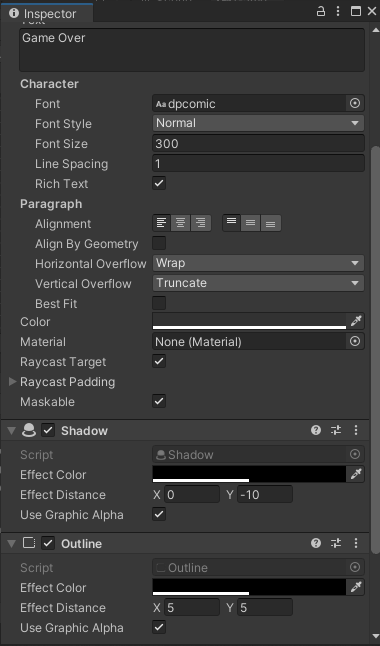 Inspector
Text
Game Over
Character
Font
Aa dpcomic
Font Style
Normal
Font Size
300
Line Spacing
1
Rich Text
Paragraph
Alignment
Align By Geometry
Horizontal Overflow
Wrap
Vertical Overflow
Truncate
Best Fit
Color
Material
None (Material)
Raycast Target
Raycast Padding
Maskable
Shadow
Script
Shadow
Effect Color
Effect Distance
X 0 Y -10
Use Graphic Alpha
Outline
Script
Outline
Effect Color
Effect Distance
X 5 Y 5
Use Graphic Alpha